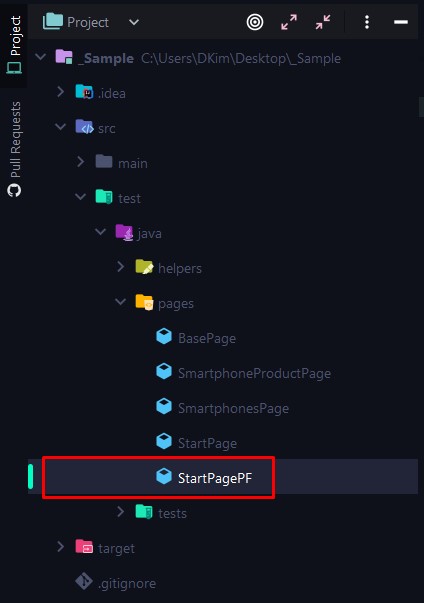 Project
Pull Requests
Project
_Sample C:\Users\DKim\Desktop\_Sample
.idea
src
main
test
java
helpers
pages
BasePage
SmartphoneProductPage
SmartphonesPage
StartPage
StartPagePF
tests
target
.gitignore